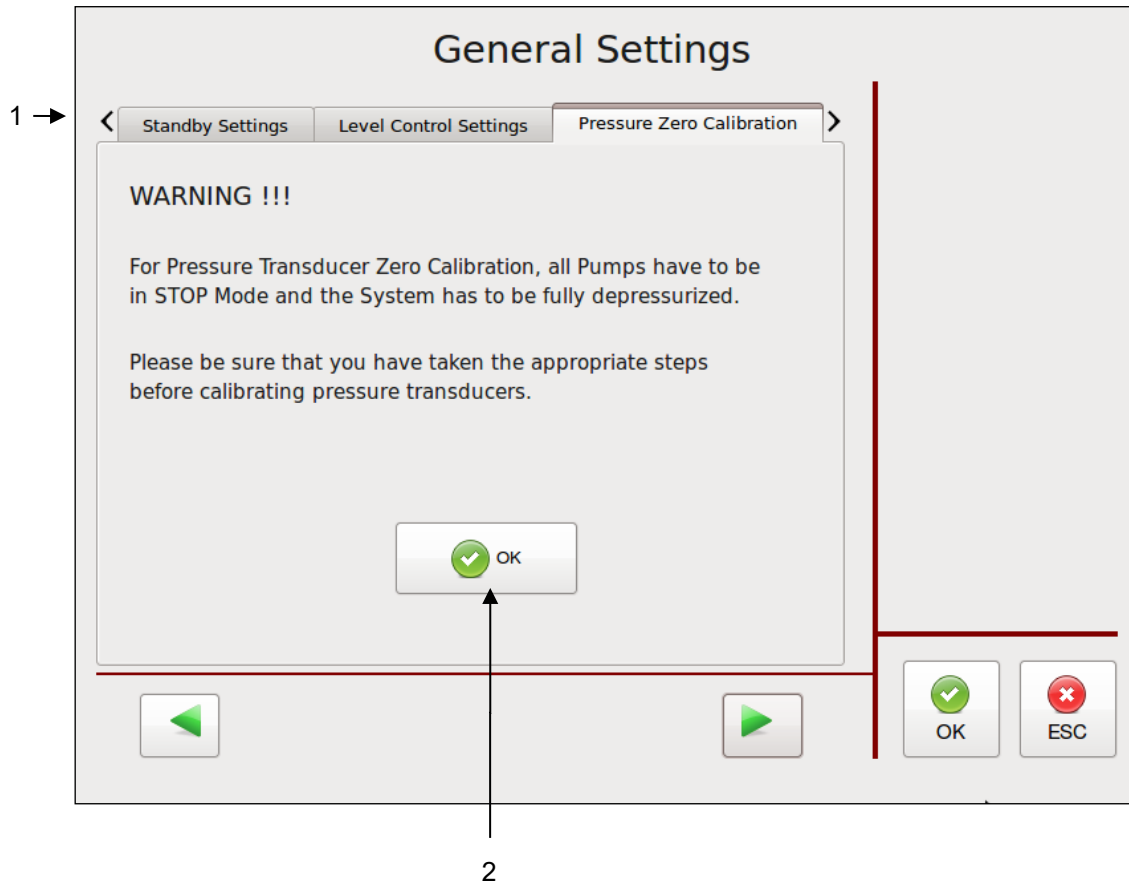 General Settings
1
Standby Settings
Level Control Settings
Pressure Zero Calibration
WARNING !!!
For Pressure Transducer Zero Calibration, all Pumps have to be
in STOP Mode and the System has to be fully depressurized.
Please be sure that you have taken the appropriate steps
before calibrating pressure transducers.
OK
OK
ESC
2